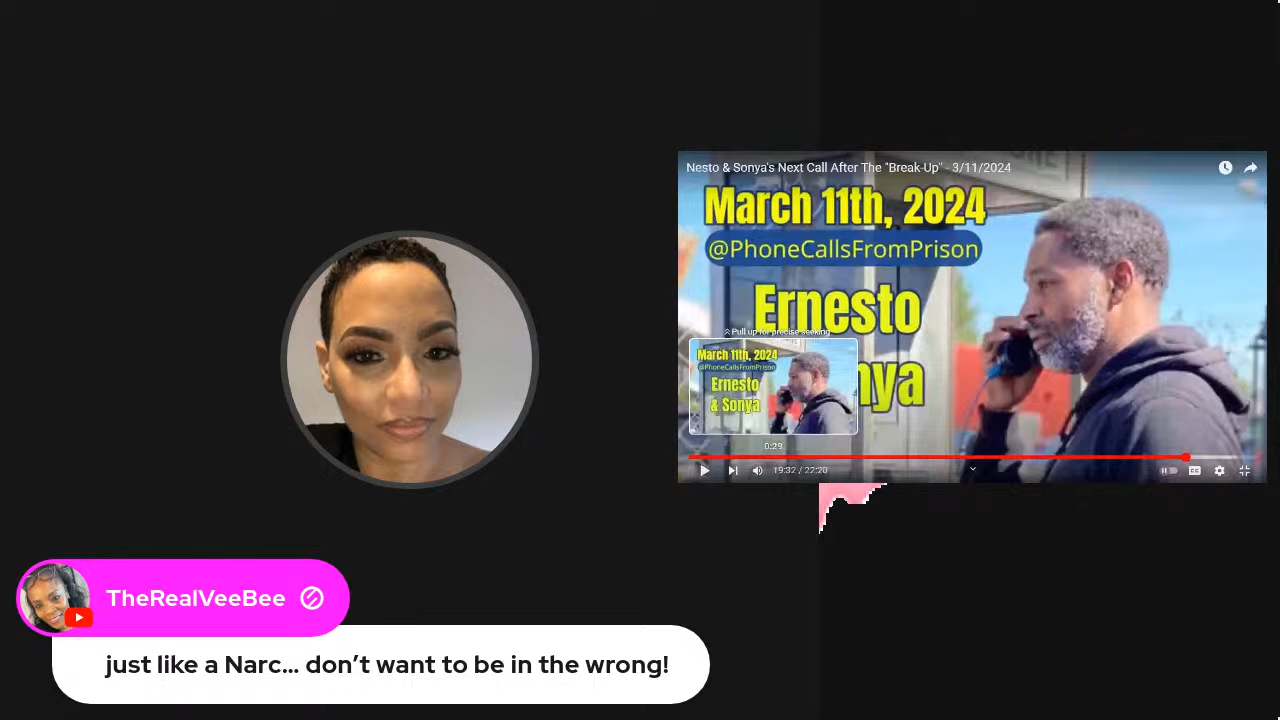 Nesto & Sonya's Next Call After The "Break-Up" - 3/11/2024
March 11th, 2024
@PhoneCallsFromPrison
Ernesto
nya
Pull up for precise seeking
March 11th, 2024
@PhoneCallsFromPrison
Ernesto
& Sonya
0:29
19:32 / 22:20
TheRealVeeBee
just like a Narc... don’t want to be in the wrong!